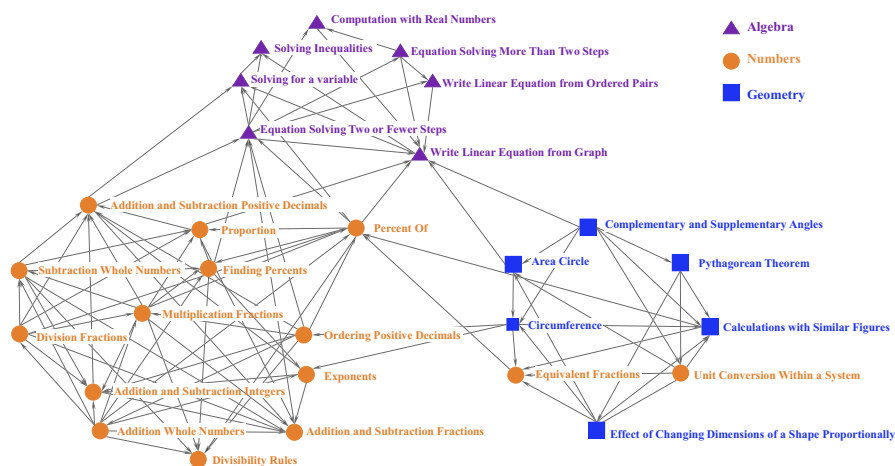 Computation with Real Numbers
Algebra
Solving Inequalities
Equation Solving More Than Two Steps
Numbers
Solving for a variable
Write Linear Equation from Ordered Pairs
Geometry
Equation Solving Two or Fewer Steps
Write Linear Equation from Graph
Addition and Subtraction Positive Decimals
Proportion
Percent Of
Complementary and Supplementary Angles
Subtraction Whole Numbers
Finding Percents
Area Circle
Pythagorean Theorem
Multiplication Fractions
Division Fractions
Ordering Positive Decimals
Circumference
Calculations with Similar Figures
Exponents
Equivalent Fractions
Unit Conversion Within a System
Addition and Subtraction Integers
Addition Whole Numbers
Addition and Subtraction Fractions
Effect of Changing Dimensions of a Shape Proportionally
Divisibility Rules